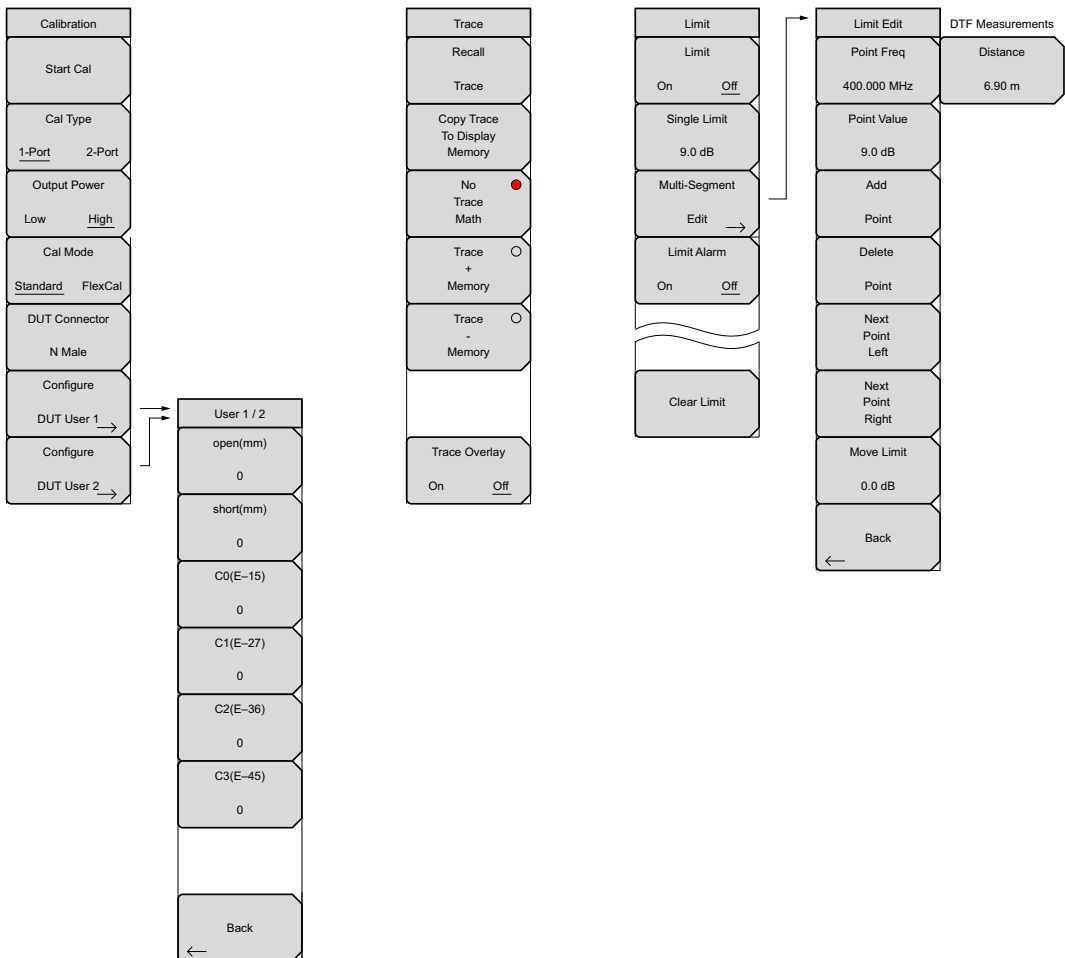 Calibration
Start Cal
Cal Type
1-Port 2-Port
Output Power
Low High
Cal Mode
Standard FlexCal
DUT Connector
N Male
Configure
DUT User 1
Configure
DUT User 2
User 1 / 2
open(mm)
0
short(mm)
0
C0(E–15)
0
C1(E–27)
0
C2(E–36)
0
C3(E–45)
0
Back
Trace
Recall
Trace
Copy Trace
To Display
Memory
No
Trace
Math
Trace
+
Memory
Trace
-
Memory
Trace Overlay
On Off
Limit
Limit
On Off
Single Limit
9.0 dB
Multi-Segment
Edit
Limit Alarm
On Off
Clear Limit
Limit Edit
Point Freq
400.000 MHz
Point Value
9.0 dB
Add
Point
Delete
Point
Next
Point
Left
Next
Point
Right
Move Limit
0.0 dB
Back
DTF Measurements
Distance
6.90 m